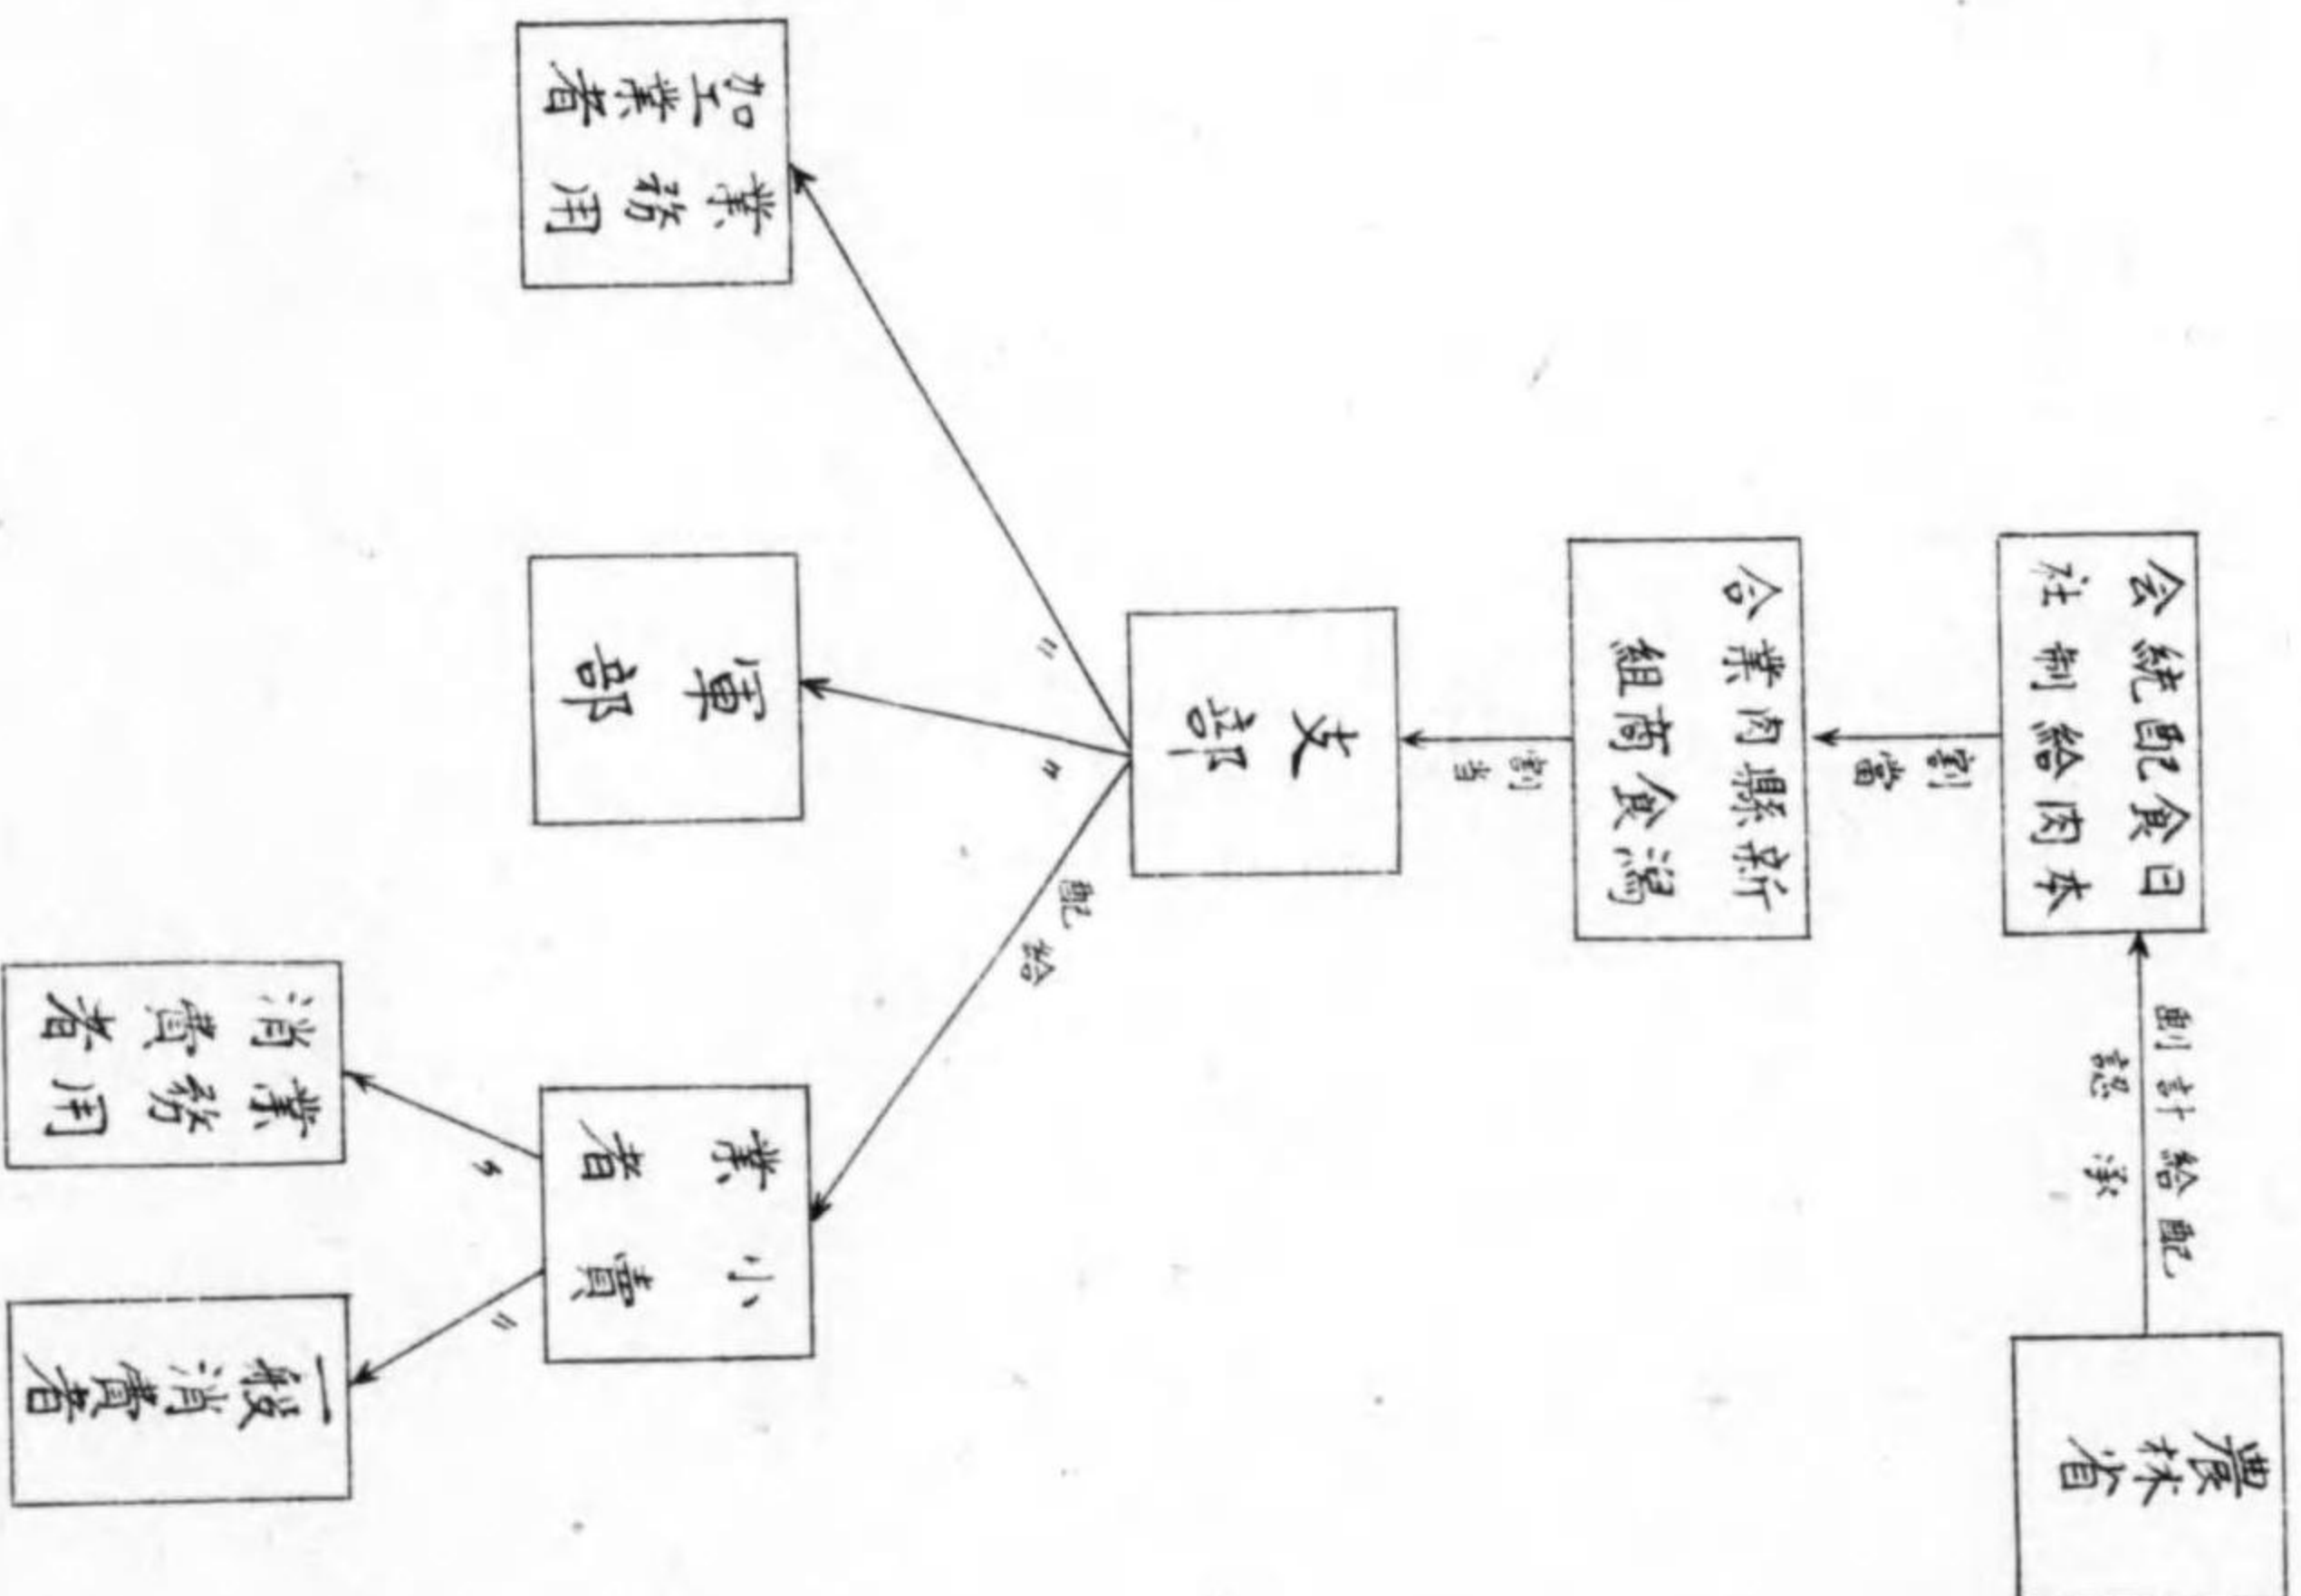 農林省
配給計劃
承認
日本食肉配給統制会社
割當
新潟縣食肉商業組合
割当
支部
配給
〃
〃
小賣業者
軍部
業務用
加工業者
〃
〃
一般消費者
業務用
消費者